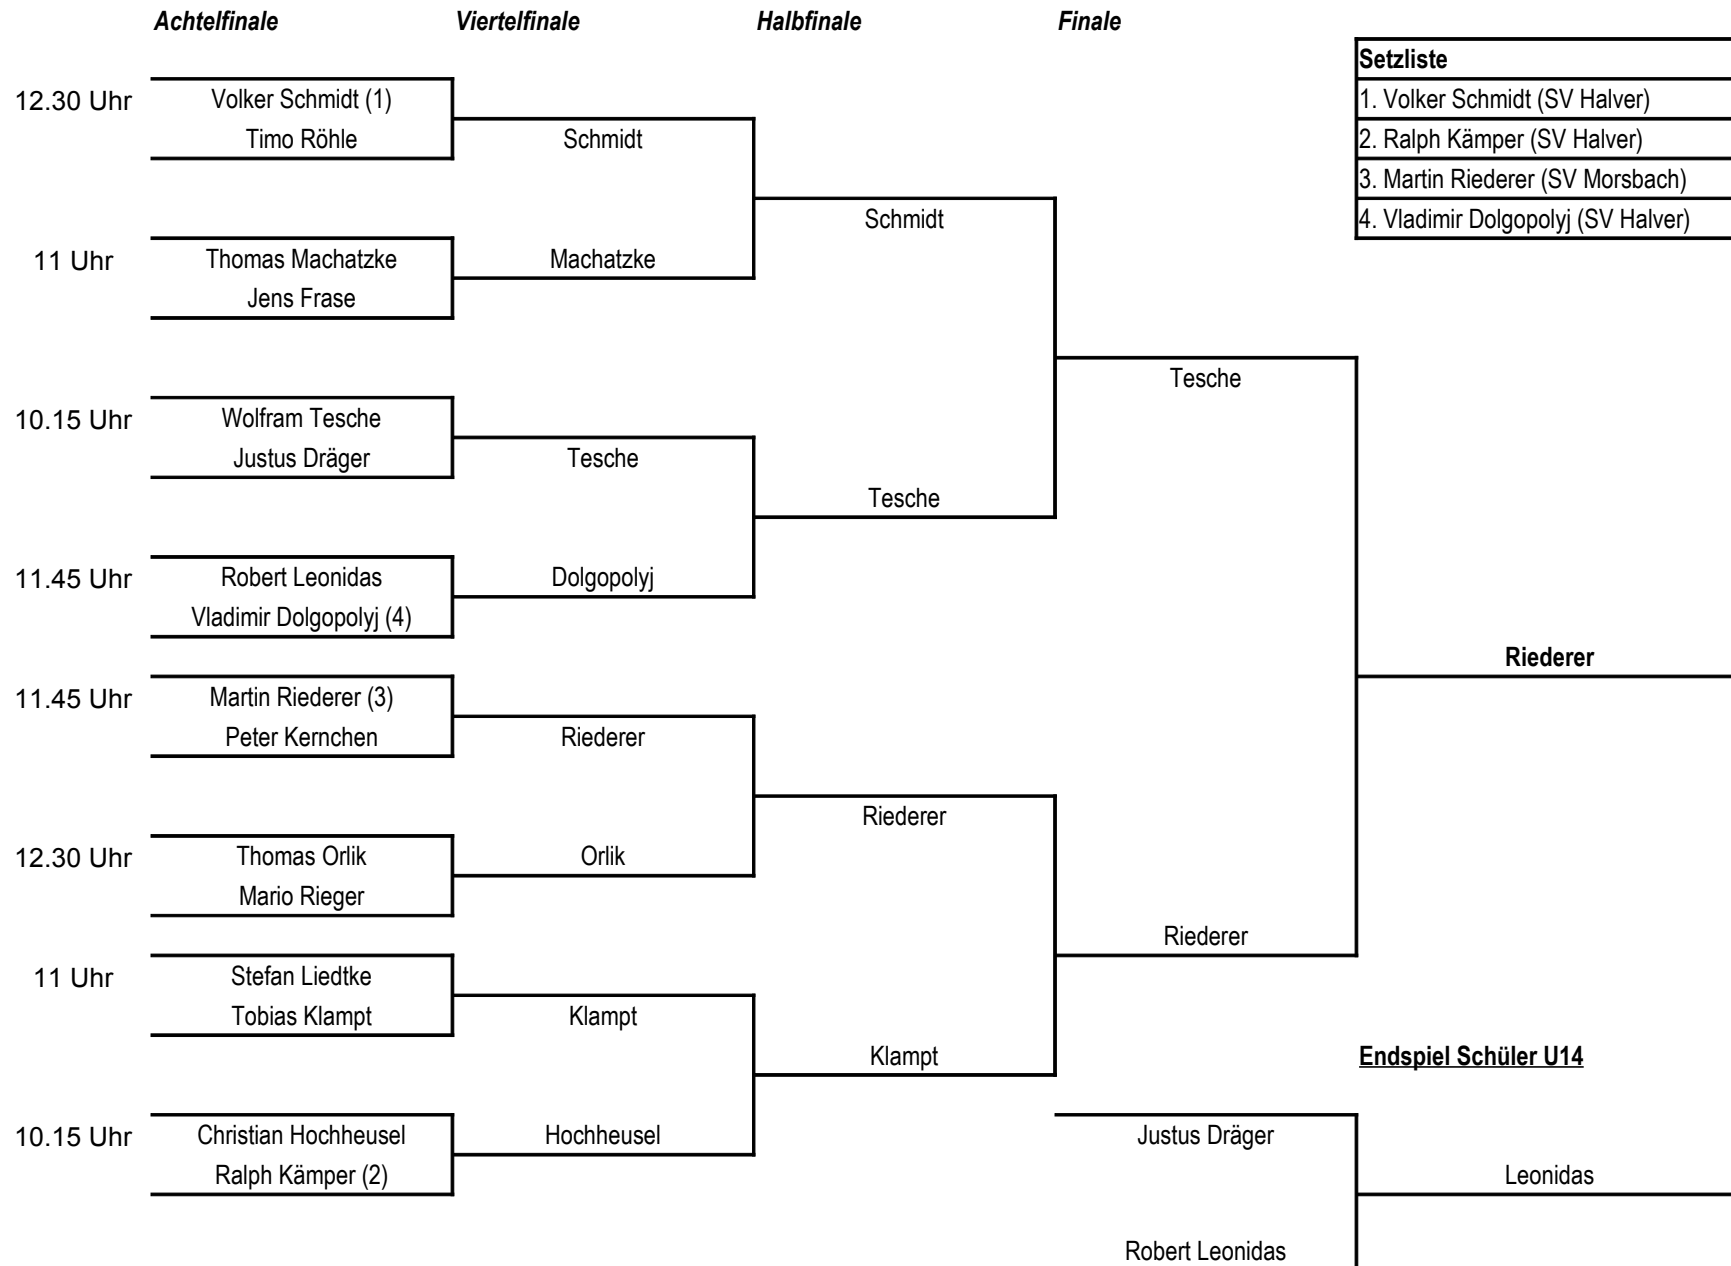 Achtelfinale Viertelfinale Halbfinale Finale
Setzliste
12.30 Uhr Volker Schmidt (1) 1. Volker Schmidt (SV Halver)
Timo Röhle Schmidt 2. Ralph Kämper (SV Halver)
3. Martin Riederer (SV Morsbach)
Schmidt 4. Vladimir Dolgopolyj (SV Halver)
11 Uhr Thomas Machatzke Machatzke
Jens Frase
Tesche
10.15 Uhr Wolfram Tesche
Justus Dräger Tesche
Tesche
11.45 Uhr Robert Leonidas Dolgopolyj
Vladimir Dolgopolyj (4)
Riederer
11.45 Uhr Martin Riederer (3)
Peter Kernchen Riederer
Riederer
12.30 Uhr Thomas Orlik Orlik
Mario Rieger
Riederer
11 Uhr Stefan Liedtke
Tobias Klampt Klampt
Klampt Endspiel Schüler U14
10.15 Uhr Christian Hochheusel Hochheusel Justus Dräger
Ralph Kämper (2) Leonidas
Robert Leonidas